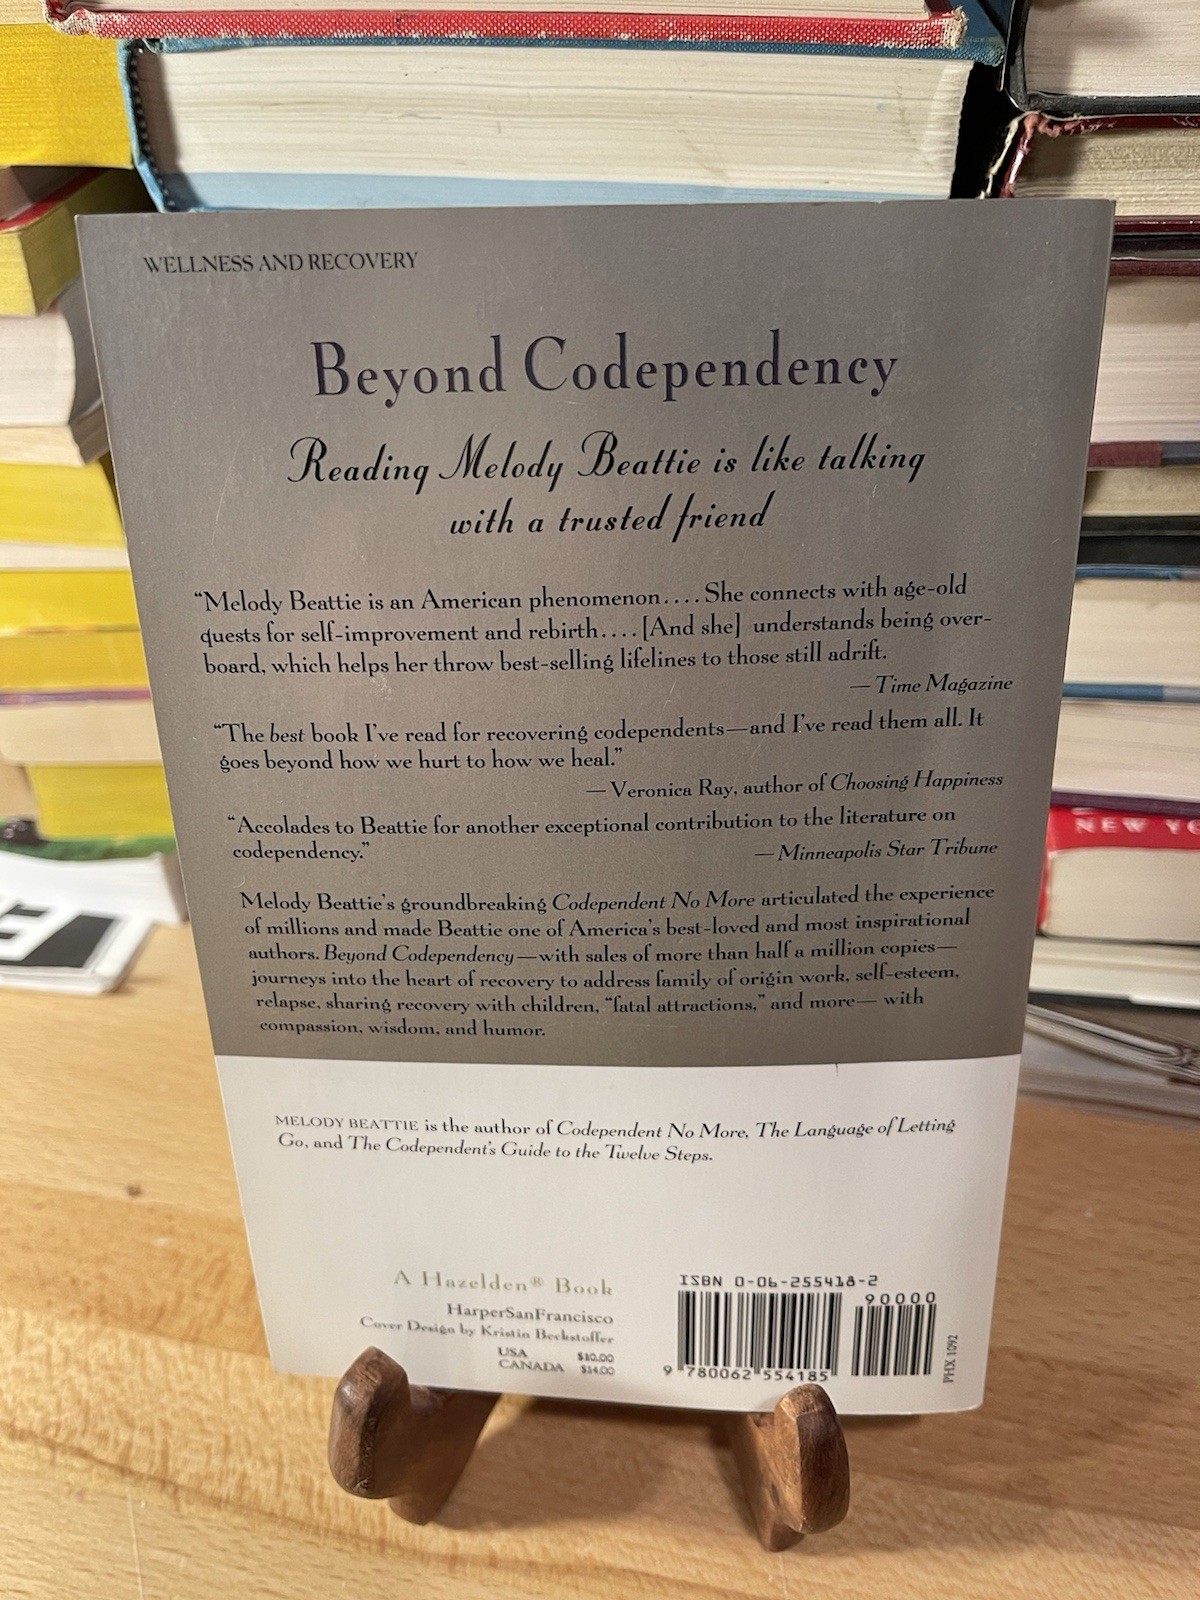 WELLNESS AND RECOVERY
Beyond Codependency
Reading Melody Beattie is like talking
with a trusted friend
“Melody Beattie is an American phenomenon. . . . She connects with age-old
quests for self-improvement and rebirth. . . . [And she] understands being over-
board, which helps her throw best-selling lifelines to those still adrift.
— Time Magazine
“The best book I’ve read for recovering codependents—and I’ve read them all. It
goes beyond how we hurt to how we heal.”
—Veronica Ray, author of Choosing Happiness
“Accolades to Beattie for another exceptional contribution to the literature on
codependency.” — Minneapolis Star Tribune
Melody Beattie’s groundbreaking Codependent No More articulated the experience
of millions and made Beattie one of America’s best-loved and most inspirational
authors. Beyond Codependency—with sales of more than half a million copies—
journeys into the heart of recovery to address family of origin work, self-esteem,
relapse, sharing recovery with children, “fatal attractions,” and more— with
compassion, wisdom, and humor.
MELODY BEATTIE is the author of Codependent No More, The Language of Letting
Go, and The Codependent’s Guide to the Twelve Steps.
A Hazelden® Book
HarperSanFrancisco
Cover Design by Kristin Beckstoffer
USA $10.00
CANADA $14.00
ISBN 0-06-255418-2
90000
9 780062 554185
PHX 1092
NEW YO